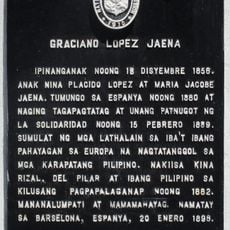 GRACIANO LOPEZ JAENA
IPINANGANAK NOONG 18 DISYEMBRE 1856.
ANAK NINA PLACIDO LOPEZ AT MARIA JACOBE
JAENA. TUMUNGO SA ESPANYA NOONG 1880 AT
NAGING TAGAPAGTATAG AT UNANG PATNUGOT NG
LA SOLIDARIDAD NOONG 15 PEBRERO 1889.
SUMULAT NG MGA LATHALAIN SA IBA'T IBANG
PAHAYAGAN SA EUROPA NA NAGTATANGGOL SA
MGA KARAPATANG PILIPINO. NAKIISA KINA
RIZAL, DEL PILAR AT IBANG PILIPINO SA
KILUSANG PAGPAPALAGANAP NOONG 1882.
MANANALUMPATI AT MAMAMAHAYAG. NAMATAY
SA BARSELONA, ESPANYA, 20 ENERO 1896.